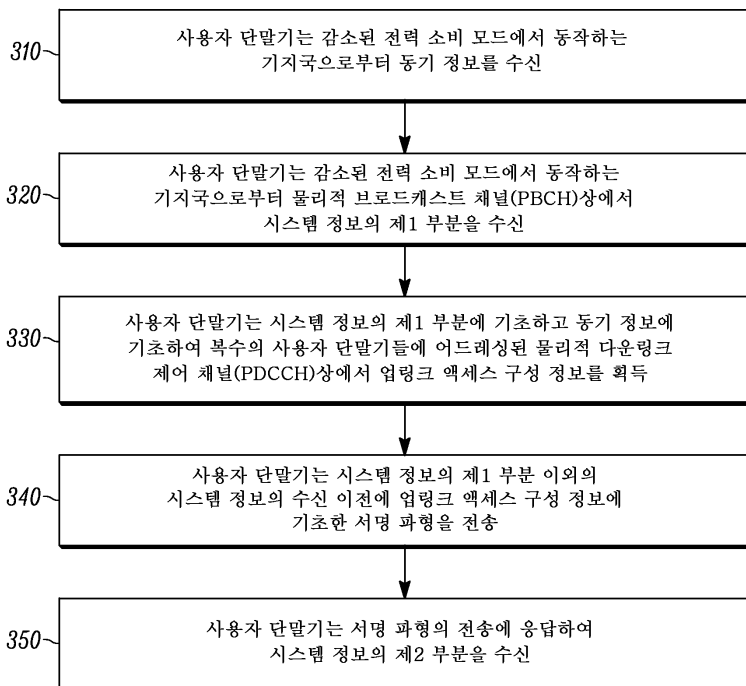 310
사용자 단말기는 감소된 전력 소비 모드에서 동작하는
기지국으로부터 동기 정보를 수신
320
사용자 단말기는 감소된 전력 소비 모드에서 동작하는
기지국으로부터 물리적 브로드캐스트 채널(PBCH)상에서
시스템 정보의 제1 부분을 수신
330
사용자 단말기는 시스템 정보의 제1 부분에 기초하고 동기 정보에
기초하여 복수의 사용자 단말기들에 어드레싱된 물리적 다운링크
제어 채널(PDCCH)상에서 업링크 액세스 구성 정보를 획득
340
사용자 단말기는 시스템 정보의 제1 부분 이외의
시스템 정보의 수신 이전에 업링크 액세스 구성 정보에
기초한 서명 파형을 전송
350
사용자 단말기는 서명 파형의 전송에 응답하여
시스템 정보의 제2 부분을 수신